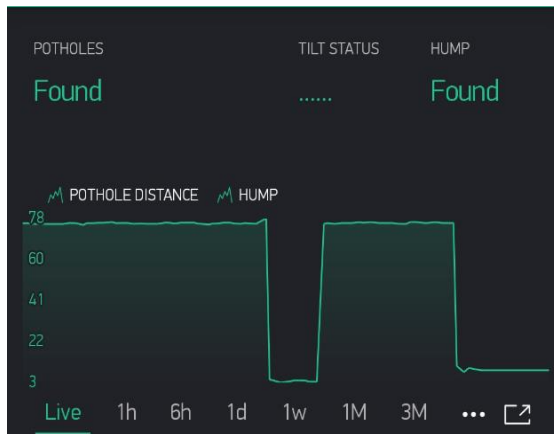 POTHOLES TILT STATUS HUMP
Found ...... Found
POTHOLE DISTANCE HUMP
78
60
41
22
3
Live 1h 6h 1d 1w 1M 3M •••